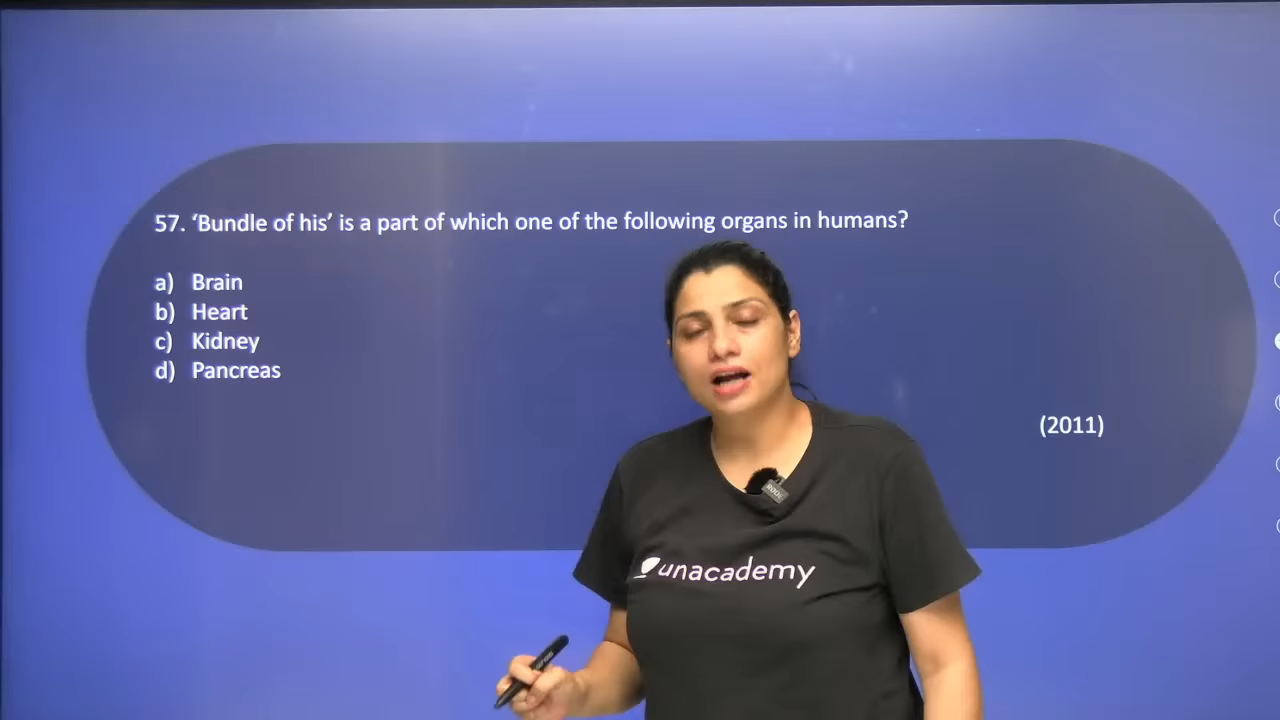 57. ‘Bundle of his’ is a part of which one of the following organs in humans?
a) Brain
b) Heart
c) Kidney
d) Pancreas
(2011)
unacademy